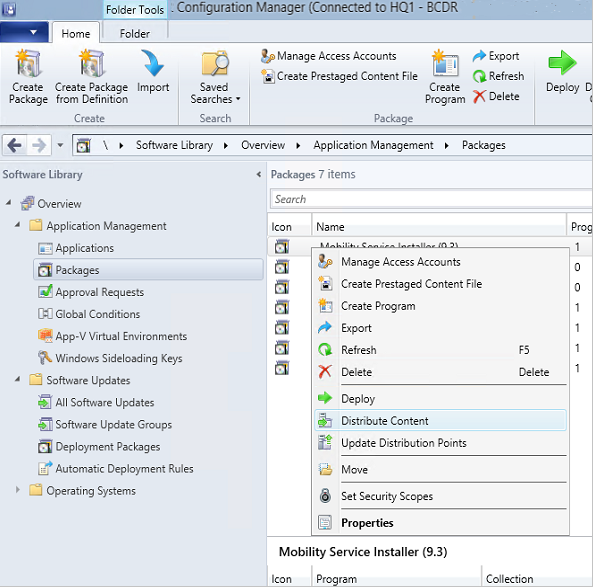 Folder Tools
. Configuration Manager (Connected to HQ1 - BCDR
Home
Folder
Create
Package
Create Package
from Definition
Import
Create
Saved
Searches
Search
Manage Access Accounts
Create Prestaged Content File
Create
Program
Export
Refresh
Delete
Package
Deploy
D
C
\ Software Library Overview Application Management Packages
Software Library
Overview
Application Management
Applications
Packages
Approval Requests
Global Conditions
App-V Virtual Environments
Windows Sideloading Keys
Software Updates
All Software Updates
Software Update Groups
Deployment Packages
Automatic Deployment Rules
Operating Systems
Packages 7 items
Search
Icon Name Prog
Mobility Service Installer (9.3) 1
0
0
1
1
1
1
Manage Access Accounts
Create Prestaged Content File
Create Program
Export
Refresh F5
Delete Delete
Deploy
Distribute Content
Update Distribution Points
Move
Set Security Scopes
Properties
Mobility Service Installer (9.3)
Icon Program Collection